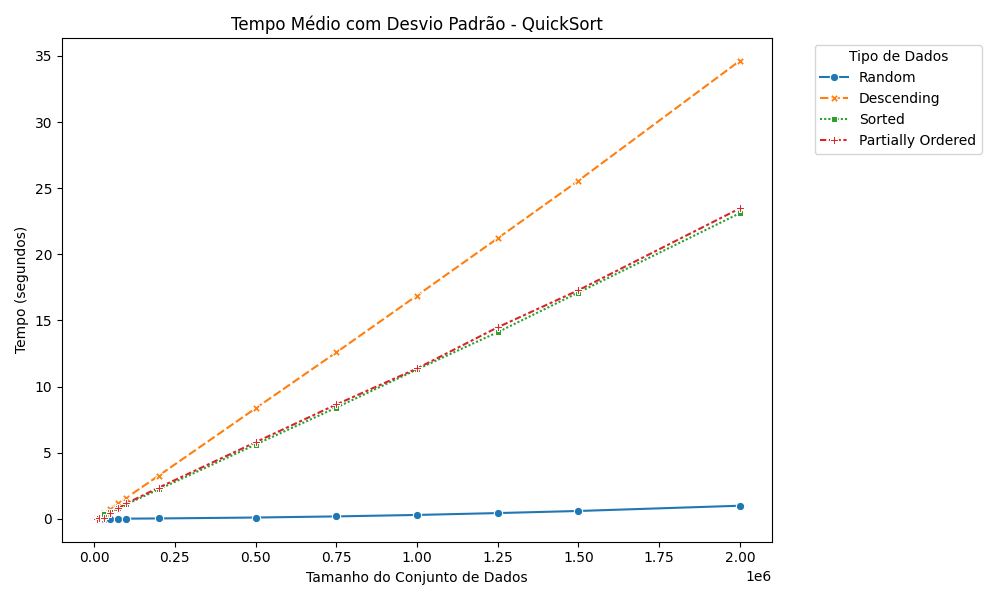 Tempo Médio com Desvio Padrão - QuickSort
Tempo (segundos)
35
30
25
20
15
10
5
0
0.00
0.25
0.50
0.75
1.00
1.25
1.50
1.75
2.00
1e6
Tamanho do Conjunto de Dados
Tipo de Dados
Random
Descending
Sorted
Partially Ordered